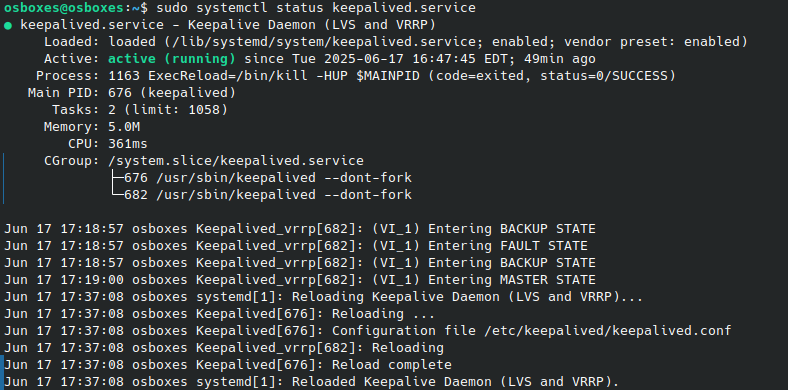 osboxes@osboxes:~$ sudo systemctl status keepalived.service
● keepalived.service - Keepalive Daemon (LVS and VRRP)
     Loaded: loaded (/lib/systemd/system/keepalived.service; enabled; vendor preset: enabled)
     Active: active (running) since Tue 2025-06-17 16:47:45 EDT; 49min ago
    Process: 1163 ExecReload=/bin/kill -HUP $MAINPID (code=exited, status=0/SUCCESS)
   Main PID: 676 (keepalived)
      Tasks: 2 (limit: 1058)
     Memory: 5.0M
        CPU: 361ms
     CGroup: /system.slice/keepalived.service
             ├─676 /usr/sbin/keepalived --dont-fork
             └─682 /usr/sbin/keepalived --dont-fork
Jun 17 17:18:57 osboxes Keepalived_vrrp[682]: (VI_1) Entering BACKUP STATE
Jun 17 17:18:57 osboxes Keepalived_vrrp[682]: (VI_1) Entering FAULT STATE
Jun 17 17:18:57 osboxes Keepalived_vrrp[682]: (VI_1) Entering BACKUP STATE
Jun 17 17:19:00 osboxes Keepalived_vrrp[682]: (VI_1) Entering MASTER STATE
Jun 17 17:37:08 osboxes systemd[1]: Reloading Keepalive Daemon (LVS and VRRP)...
Jun 17 17:37:08 osboxes Keepalived[676]: Reloading ...
Jun 17 17:37:08 osboxes Keepalived[676]: Configuration file /etc/keepalived/keepalived.conf
Jun 17 17:37:08 osboxes Keepalived_vrrp[682]: Reloading
Jun 17 17:37:08 osboxes Keepalived[676]: Reload complete
Jun 17 17:37:08 osboxes systemd[1]: Reloaded Keepalive Daemon (LVS and VRRP).